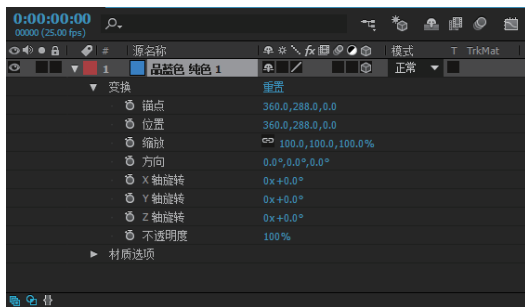 0:00:00:00
00000 (25.00 fps)
# 源名称 模式 T TrkMat
1 品蓝色 纯色 1 正常
变换 重置
锚点 360.0,288.0,0.0
位置 360.0,288.0,0.0
缩放 100.0,100.0,100.0%
方向 0.0°,0.0°,0.0°
X 轴旋转 0x+0.0°
Y 轴旋转 0x+0.0°
Z 轴旋转 0x+0.0°
不透明度 100%
材质选项